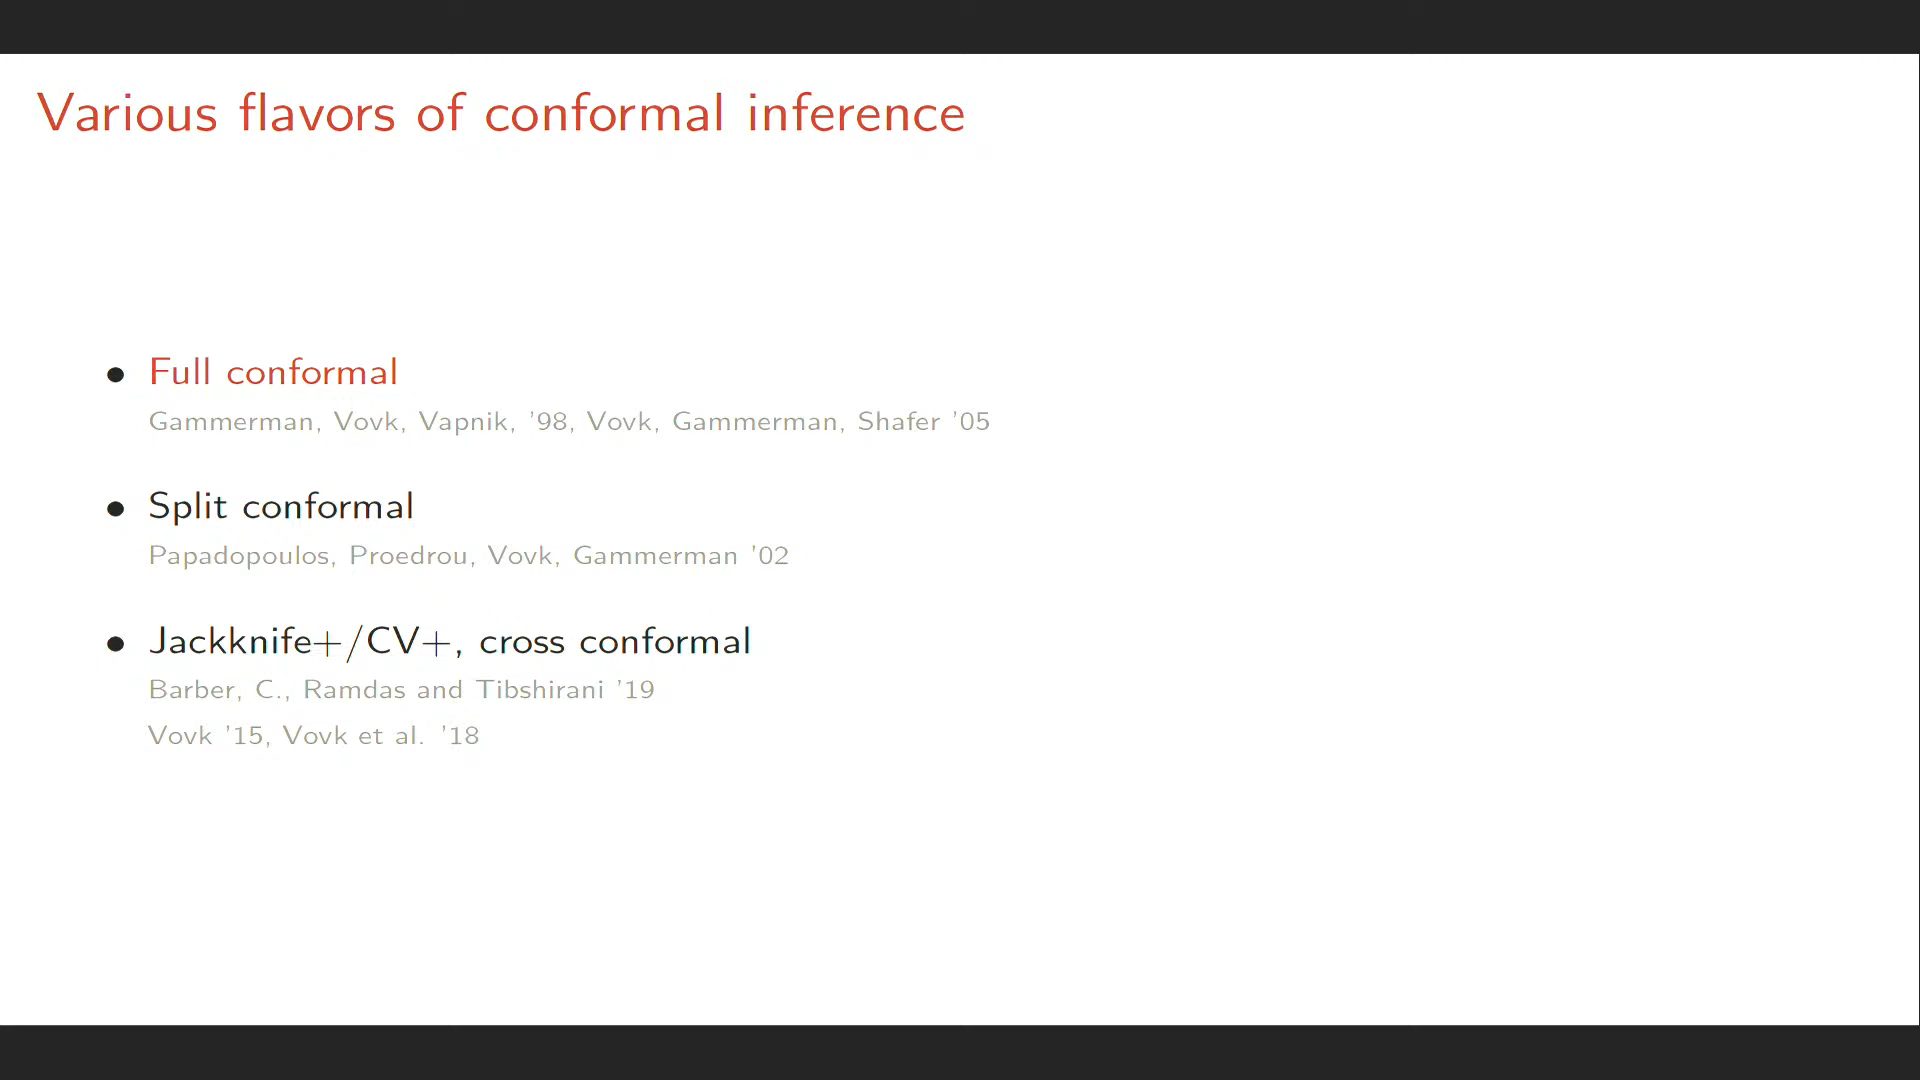 Various flavors of conformal inference
• Full conformal
Gammerman, Vovk, Vapnik, ’98, Vovk, Gammerman, Shafer ’05
• Split conformal
Papadopoulos, Proedrou, Vovk, Gammerman ’02
• Jackknife+/CV+, cross conformal
Barber, C., Ramdas and Tibshirani ’19
Vovk ’15, Vovk et al. ’18